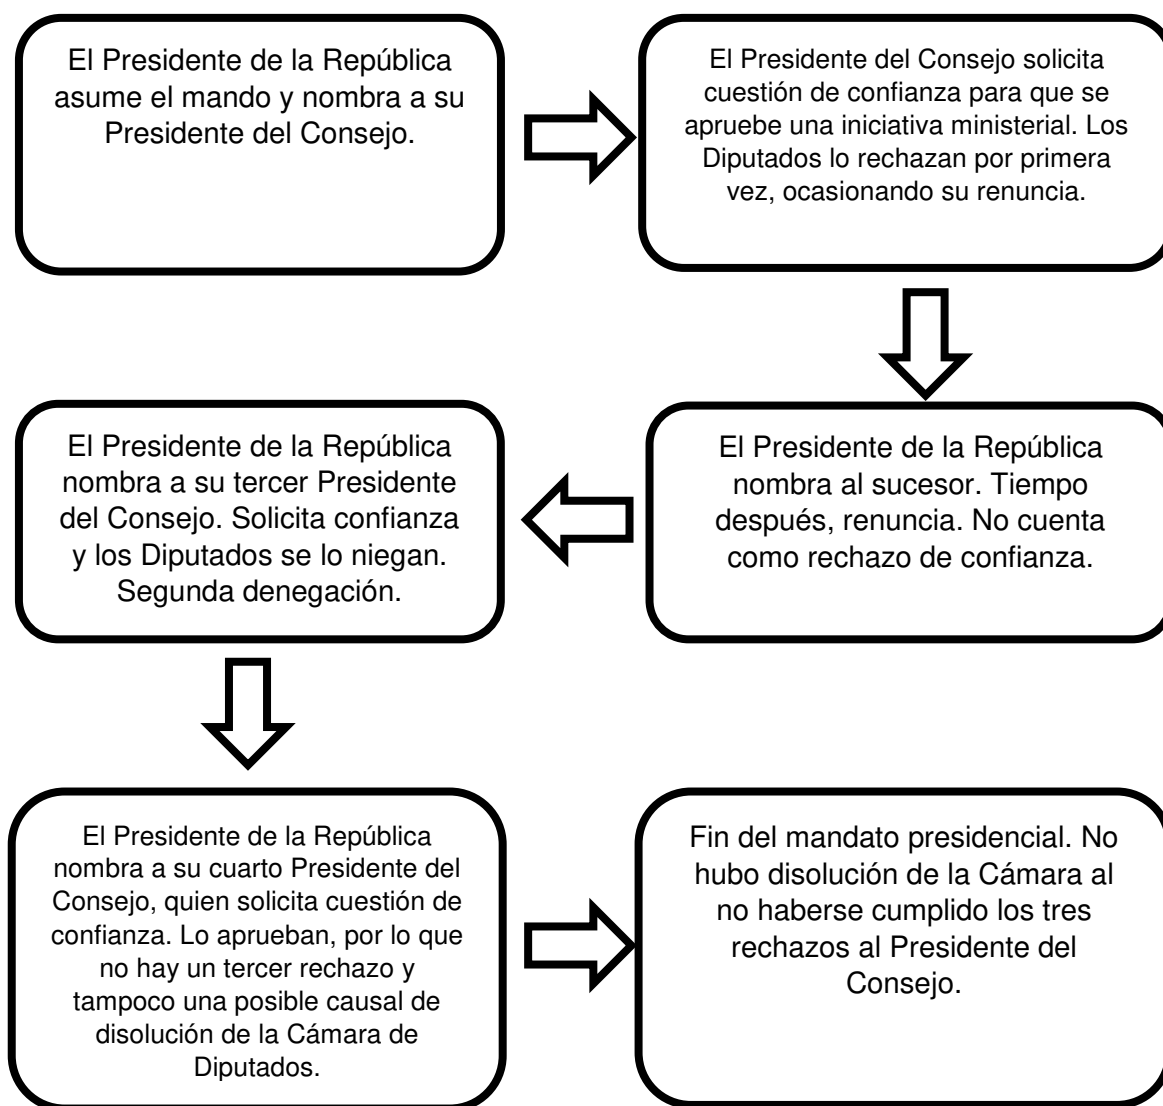 El Presidente de la República
asume el mando y nombra a su
Presidente del Consejo.
El Presidente del Consejo solicita
cuestión de confianza para que se
apruebe una iniciativa ministerial. Los
Diputados lo rechazan por primera
vez, ocasionando su renuncia.
El Presidente de la República
nombra al sucesor. Tiempo
después, renuncia. No cuenta
como rechazo de confianza.
El Presidente de la República
nombra a su tercer Presidente
del Consejo. Solicita confianza
y los Diputados se lo niegan.
Segunda denegación.
El Presidente de la República
nombra a su cuarto Presidente del
Consejo, quien solicita cuestión de
confianza. Lo aprueban, por lo que
no hay un tercer rechazo y
tampoco una posible causal de
disolución de la Cámara de
Diputados.
Fin del mandato presidencial. No
hubo disolución de la Cámara al
no haberse cumplido los tres
rechazos al Presidente del
Consejo.